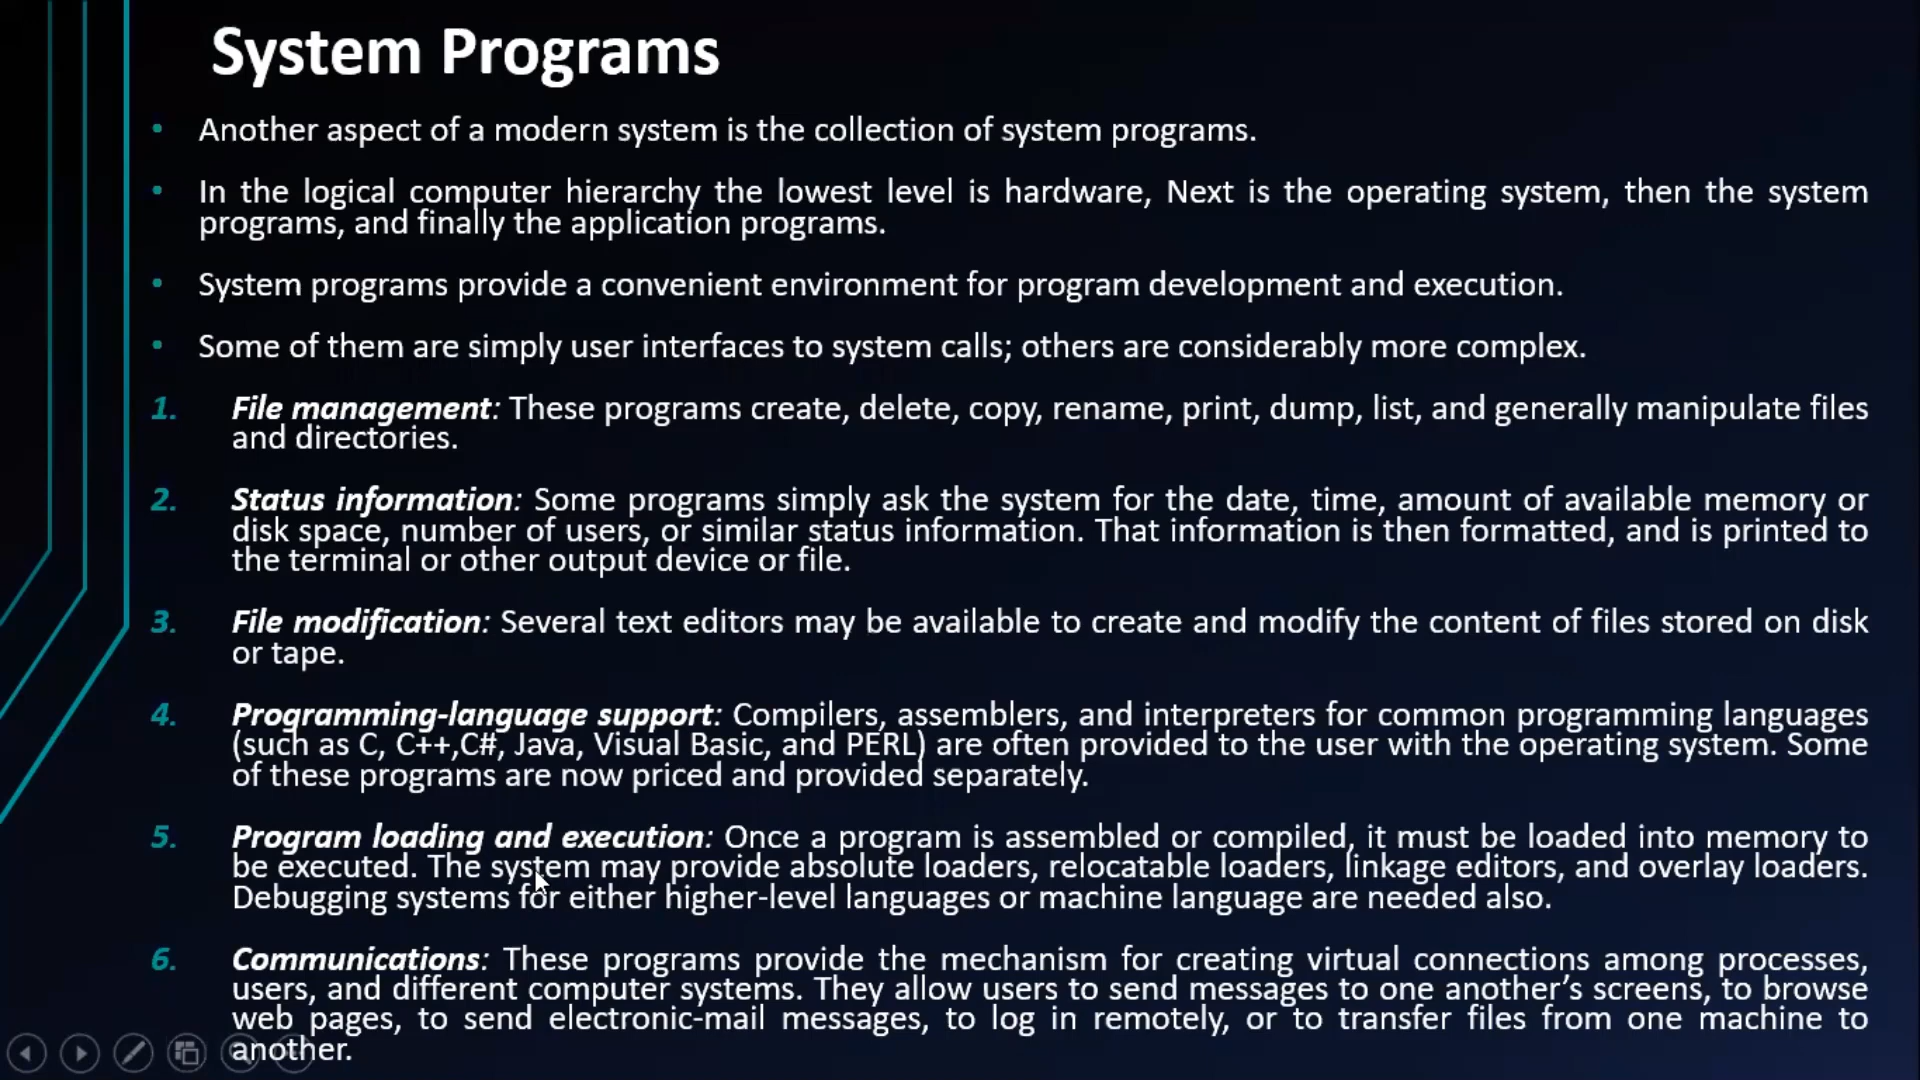 System Programs
• Another aspect of a modern system is the collection of system programs.
• In the logical computer hierarchy the lowest level is hardware, Next is the operating system, then the system
programs, and finally the application programs.
• System programs provide a convenient environment for program development and execution.
• Some of them are simply user interfaces to system calls; others are considerably more complex.
1. File management: These programs create, delete, copy, rename, print, dump, list, and generally manipulate files
and directories.
2. Status information: Some programs simply ask the system for the date, time, amount of available memory or
disk space, number of users, or similar status information. That information is then formatted, and is printed to
the terminal or other output device or file.
3. File modification: Several text editors may be available to create and modify the content of files stored on disk
or tape.
4. Programming-language support: Compilers, assemblers, and interpreters for common programming languages
(such as C, C++,C#, Java, Visual Basic, and PERL) are often provided to the user with the operating system. Some
of these programs are now priced and provided separately.
5. Program loading and execution: Once a program is assembled or compiled, it must be loaded into memory to
be executed. The system may provide absolute loaders, relocatable loaders, linkage editors, and overlay loaders.
Debugging systems for either higher-level languages or machine language are needed also.
6. Communications: These programs provide the mechanism for creating virtual connections among processes,
users, and different computer systems. They allow users to send messages to one another’s screens, to browse
web pages, to send electronic-mail messages, to log in remotely, or to transfer files from one machine to
another.